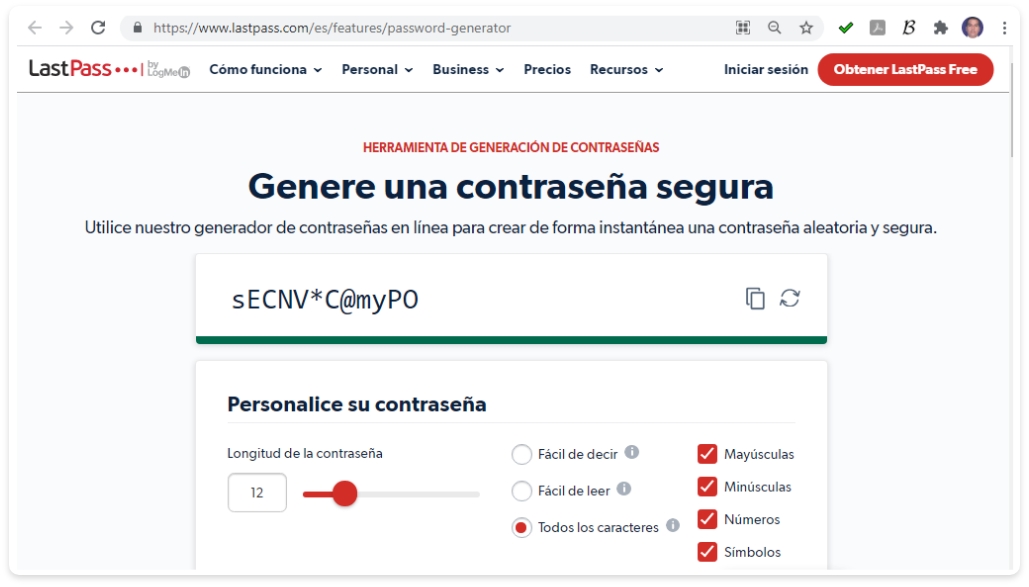 https://www.lastpass.com/es/features/password-generator
LastPass by LogMeIn Cómo funciona Personal Business Precios Recursos Iniciar sesión Obtener LastPass Free
HERRAMIENTA DE GENERACIÓN DE CONTRASEÑAS
Genere una contraseña segura
Utilice nuestro generador de contraseñas en línea para crear de forma instantánea una contraseña aleatoria y segura.
sECNV*C@myPO
Personalice su contraseña
Longitud de la contraseña
12
Fácil de decir
Fácil de leer
Todos los caracteres
Mayúsculas
Minúsculas
Números
Símbolos